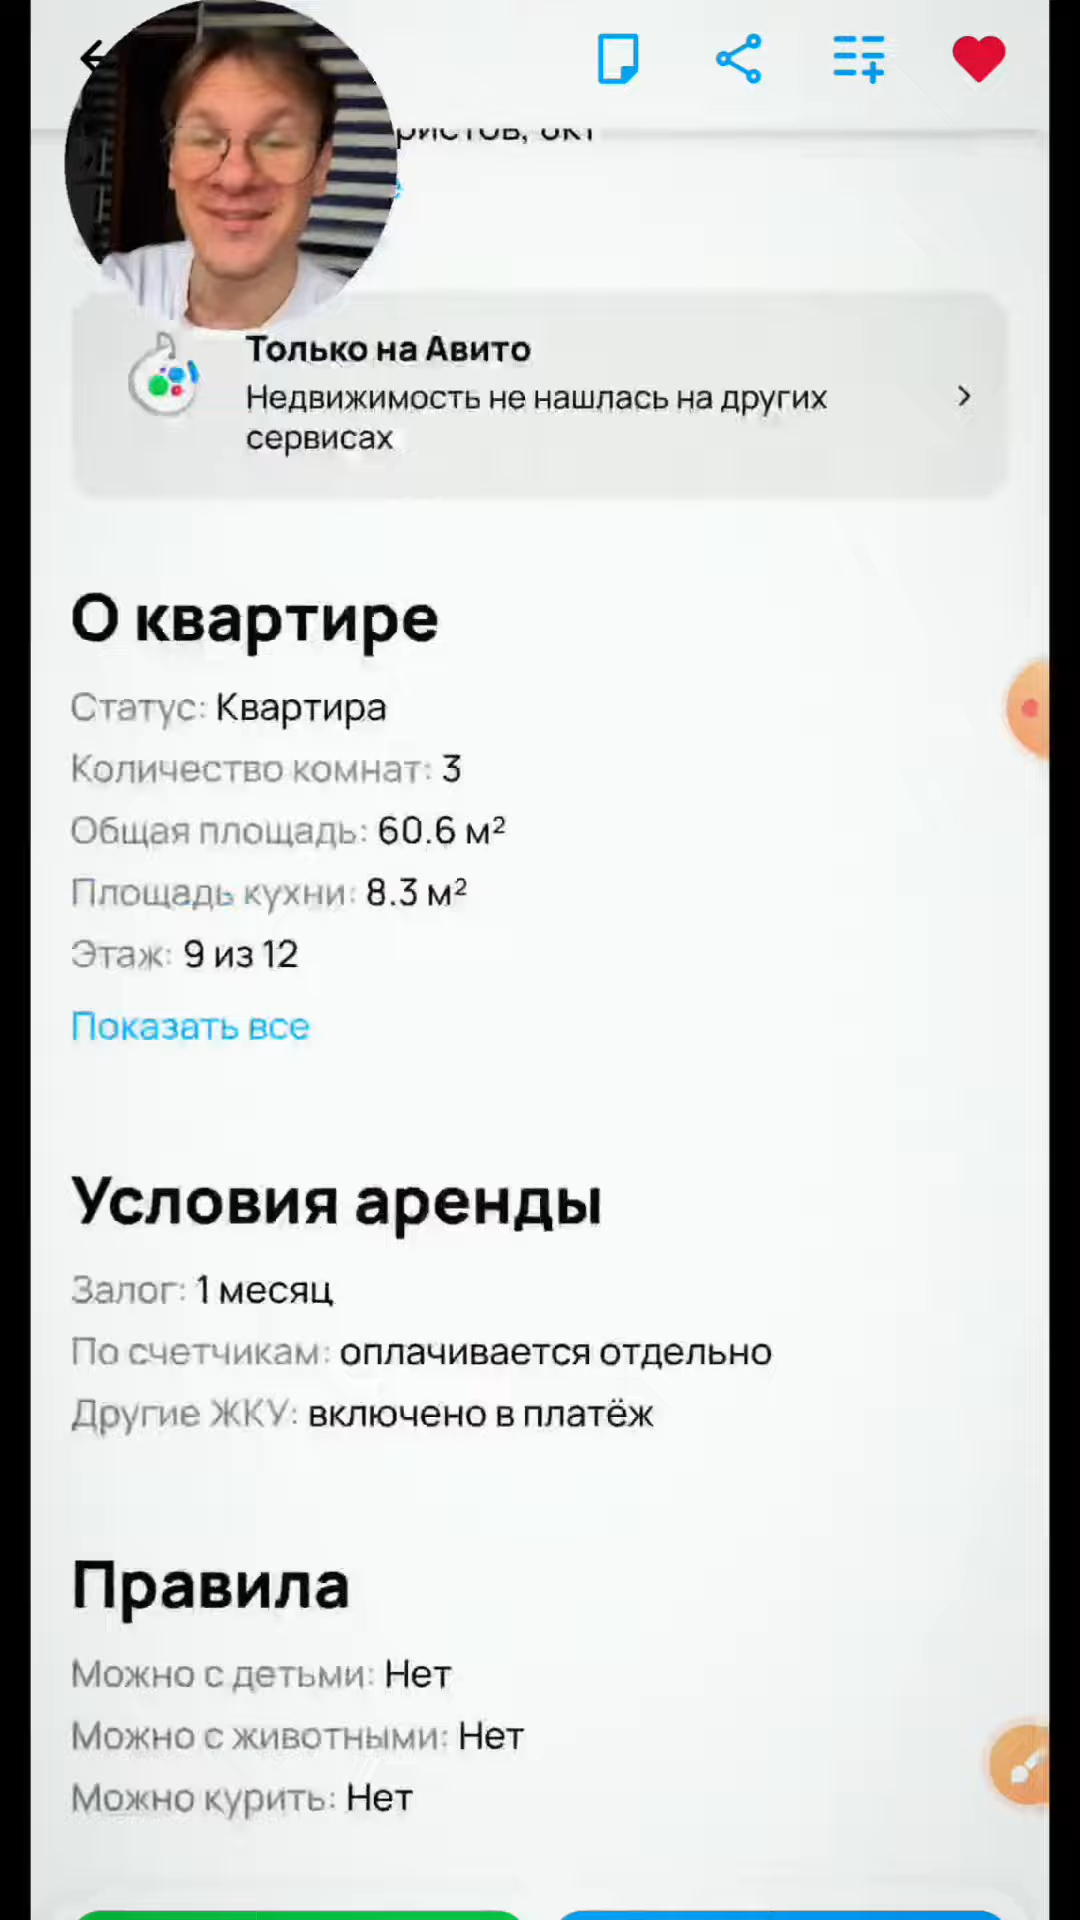 Только на Авито
Недвижимость не нашлась на других
сервисах
О квартире
Статус: Квартира
Количество комнат: 3
Общая площадь: 60.6 м²
Площадь кухни: 8.3 м²
Этаж: 9 из 12
Показать все
Условия аренды
Залог: 1 месяц
По счетчикам: оплачивается отдельно
Другие ЖКУ: включено в платёж
Правила
Можно с детьми: Нет
Можно с животными: Нет
Можно курить: Нет